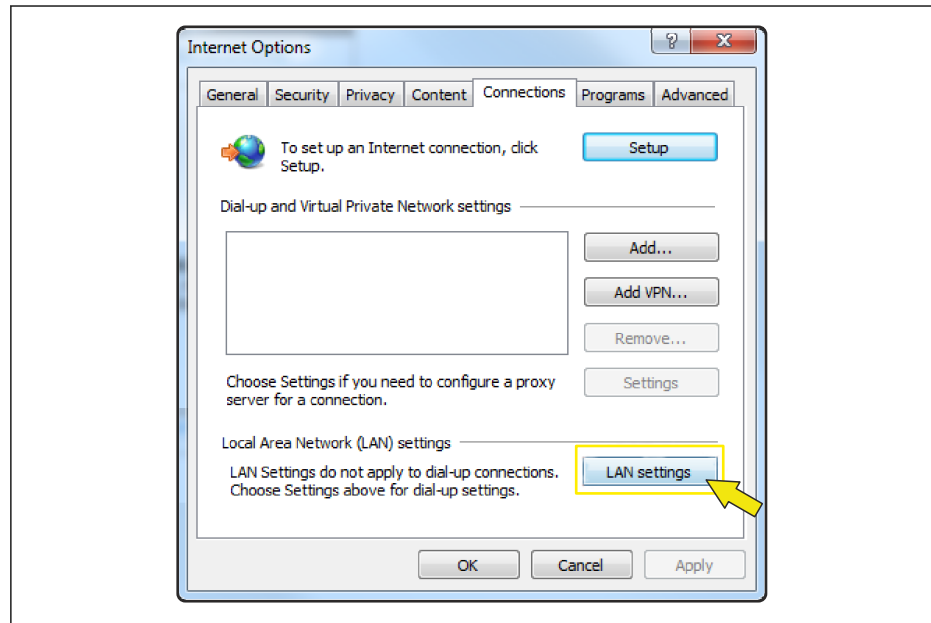 Internet Options
General Security Privacy Content Connections Programs Advanced
To set up an Internet connection, click
Setup.
Setup
Dial-up and Virtual Private Network settings
Add...
Add VPN...
Remove...
Choose Settings if you need to configure a proxy
server for a connection.
Settings
Local Area Network (LAN) settings
LAN Settings do not apply to dial-up connections.
Choose Settings above for dial-up settings.
LAN settings
OK Cancel Apply